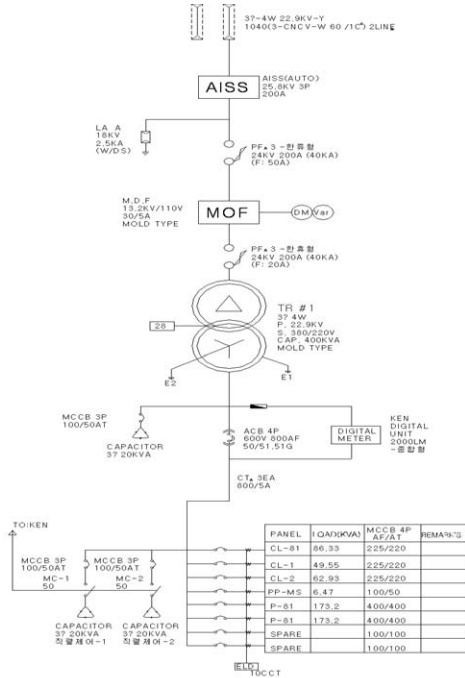 3?-4W 22,9KV-Y
1040(3-CNCV-W 60 /1C) 2LINE
AISS
AISS(AUTO)
25,8KV 3P
200A
LA A
18KV
2.5KA
(W/DS)
PF 3 -한류형
24KV 200A (40KA)
(F: 50A)
M,D,F
13,2KV/110V
30/5A
MOLD TYPE
MOF
DM Var
PF 3 -한류형
24KV 200A (40KA)
(F: 20A)
TR #1
3? 4W
P, 22,9KV
S, 380/220V
CAP, 400KVA
MOLD TYPE
28
E2
E1
MCCB 3P
100/50AT
CAPACITOR
3? 20KVA
ACB 4P
600V 800AF
50/51,51G
DIGITAL
METER
KEN
DIGITAL
UNIT
2000LM
-종합형
CT 3EA
800/5A
TO:KEN
MCCB 3P
100/50AT
MC-1
50
MCCB 3P
100/50AT
MC-2
50
CAPACITOR
3? 20KVA
직렬제어-1
CAPACITOR
3? 20KVA
직렬제어-2
PANEL LOAD(KVA) MCCB 4P AF/AT REMARKS
CL-81 86,33 225/220
CL-1 49,55 225/220
CL-2 62,93 225/220
PP-MS 6,47 100/50
P-81 173,2 400/400
P-81 173,2 400/400
SPARE 100/100
SPARE 100/100
ELD
10CCT